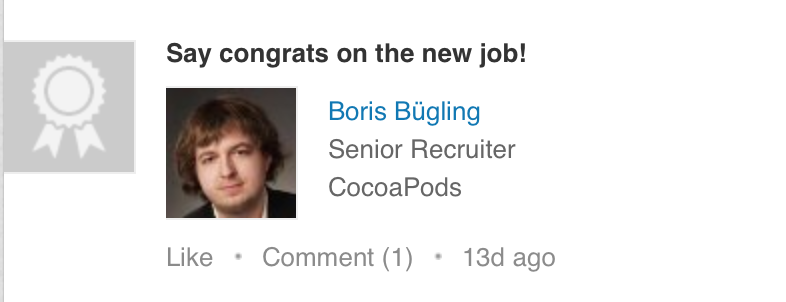 Say congrats on the new job!
Boris Bügling
Senior Recruiter
CocoaPods
Like • Comment (1) • 13d ago